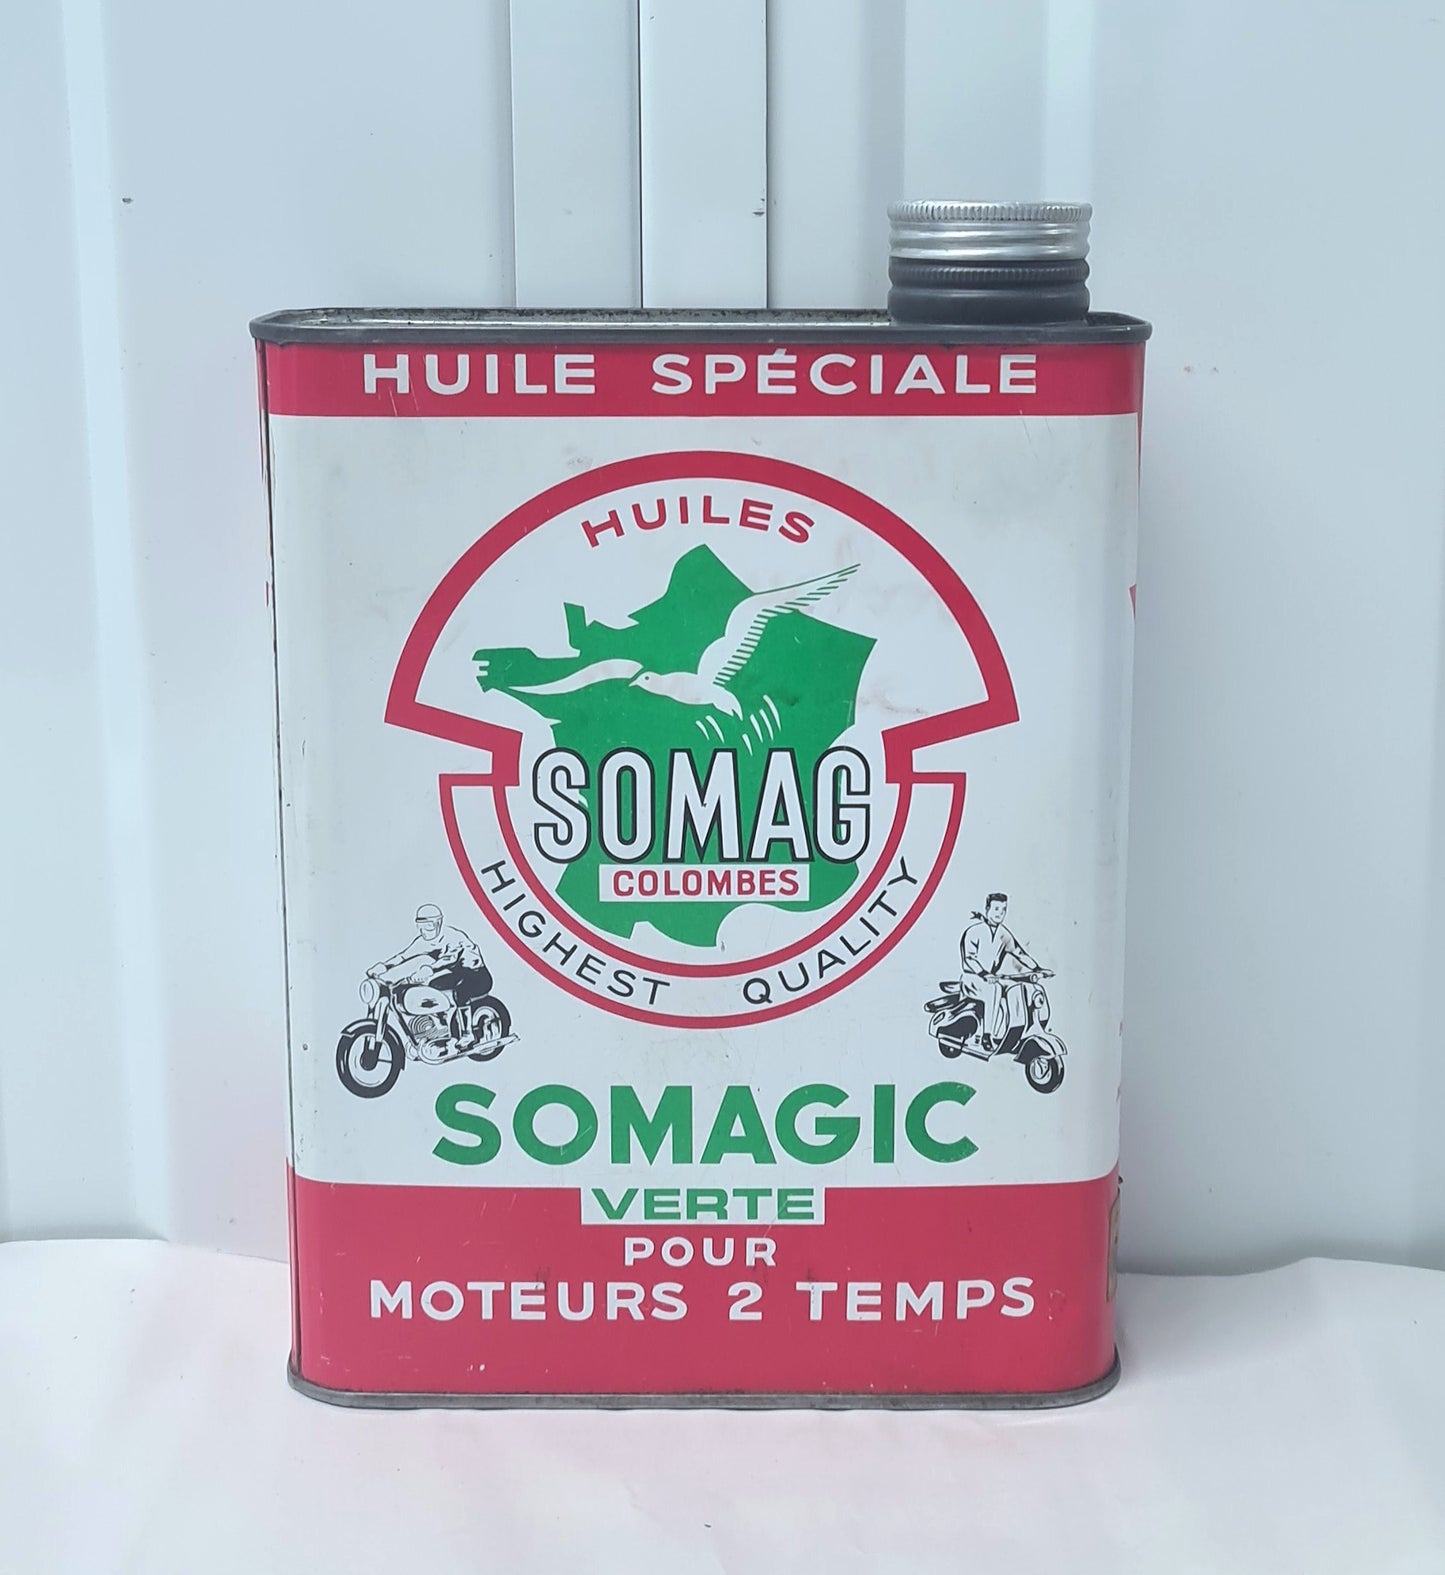 HUILE SPÉCIALE
HUILES
SOMAG
COLOMBES
HIGHEST QUALITY
SOMAGIC
VERTE
POUR
MOTEURS 2 TEMPS